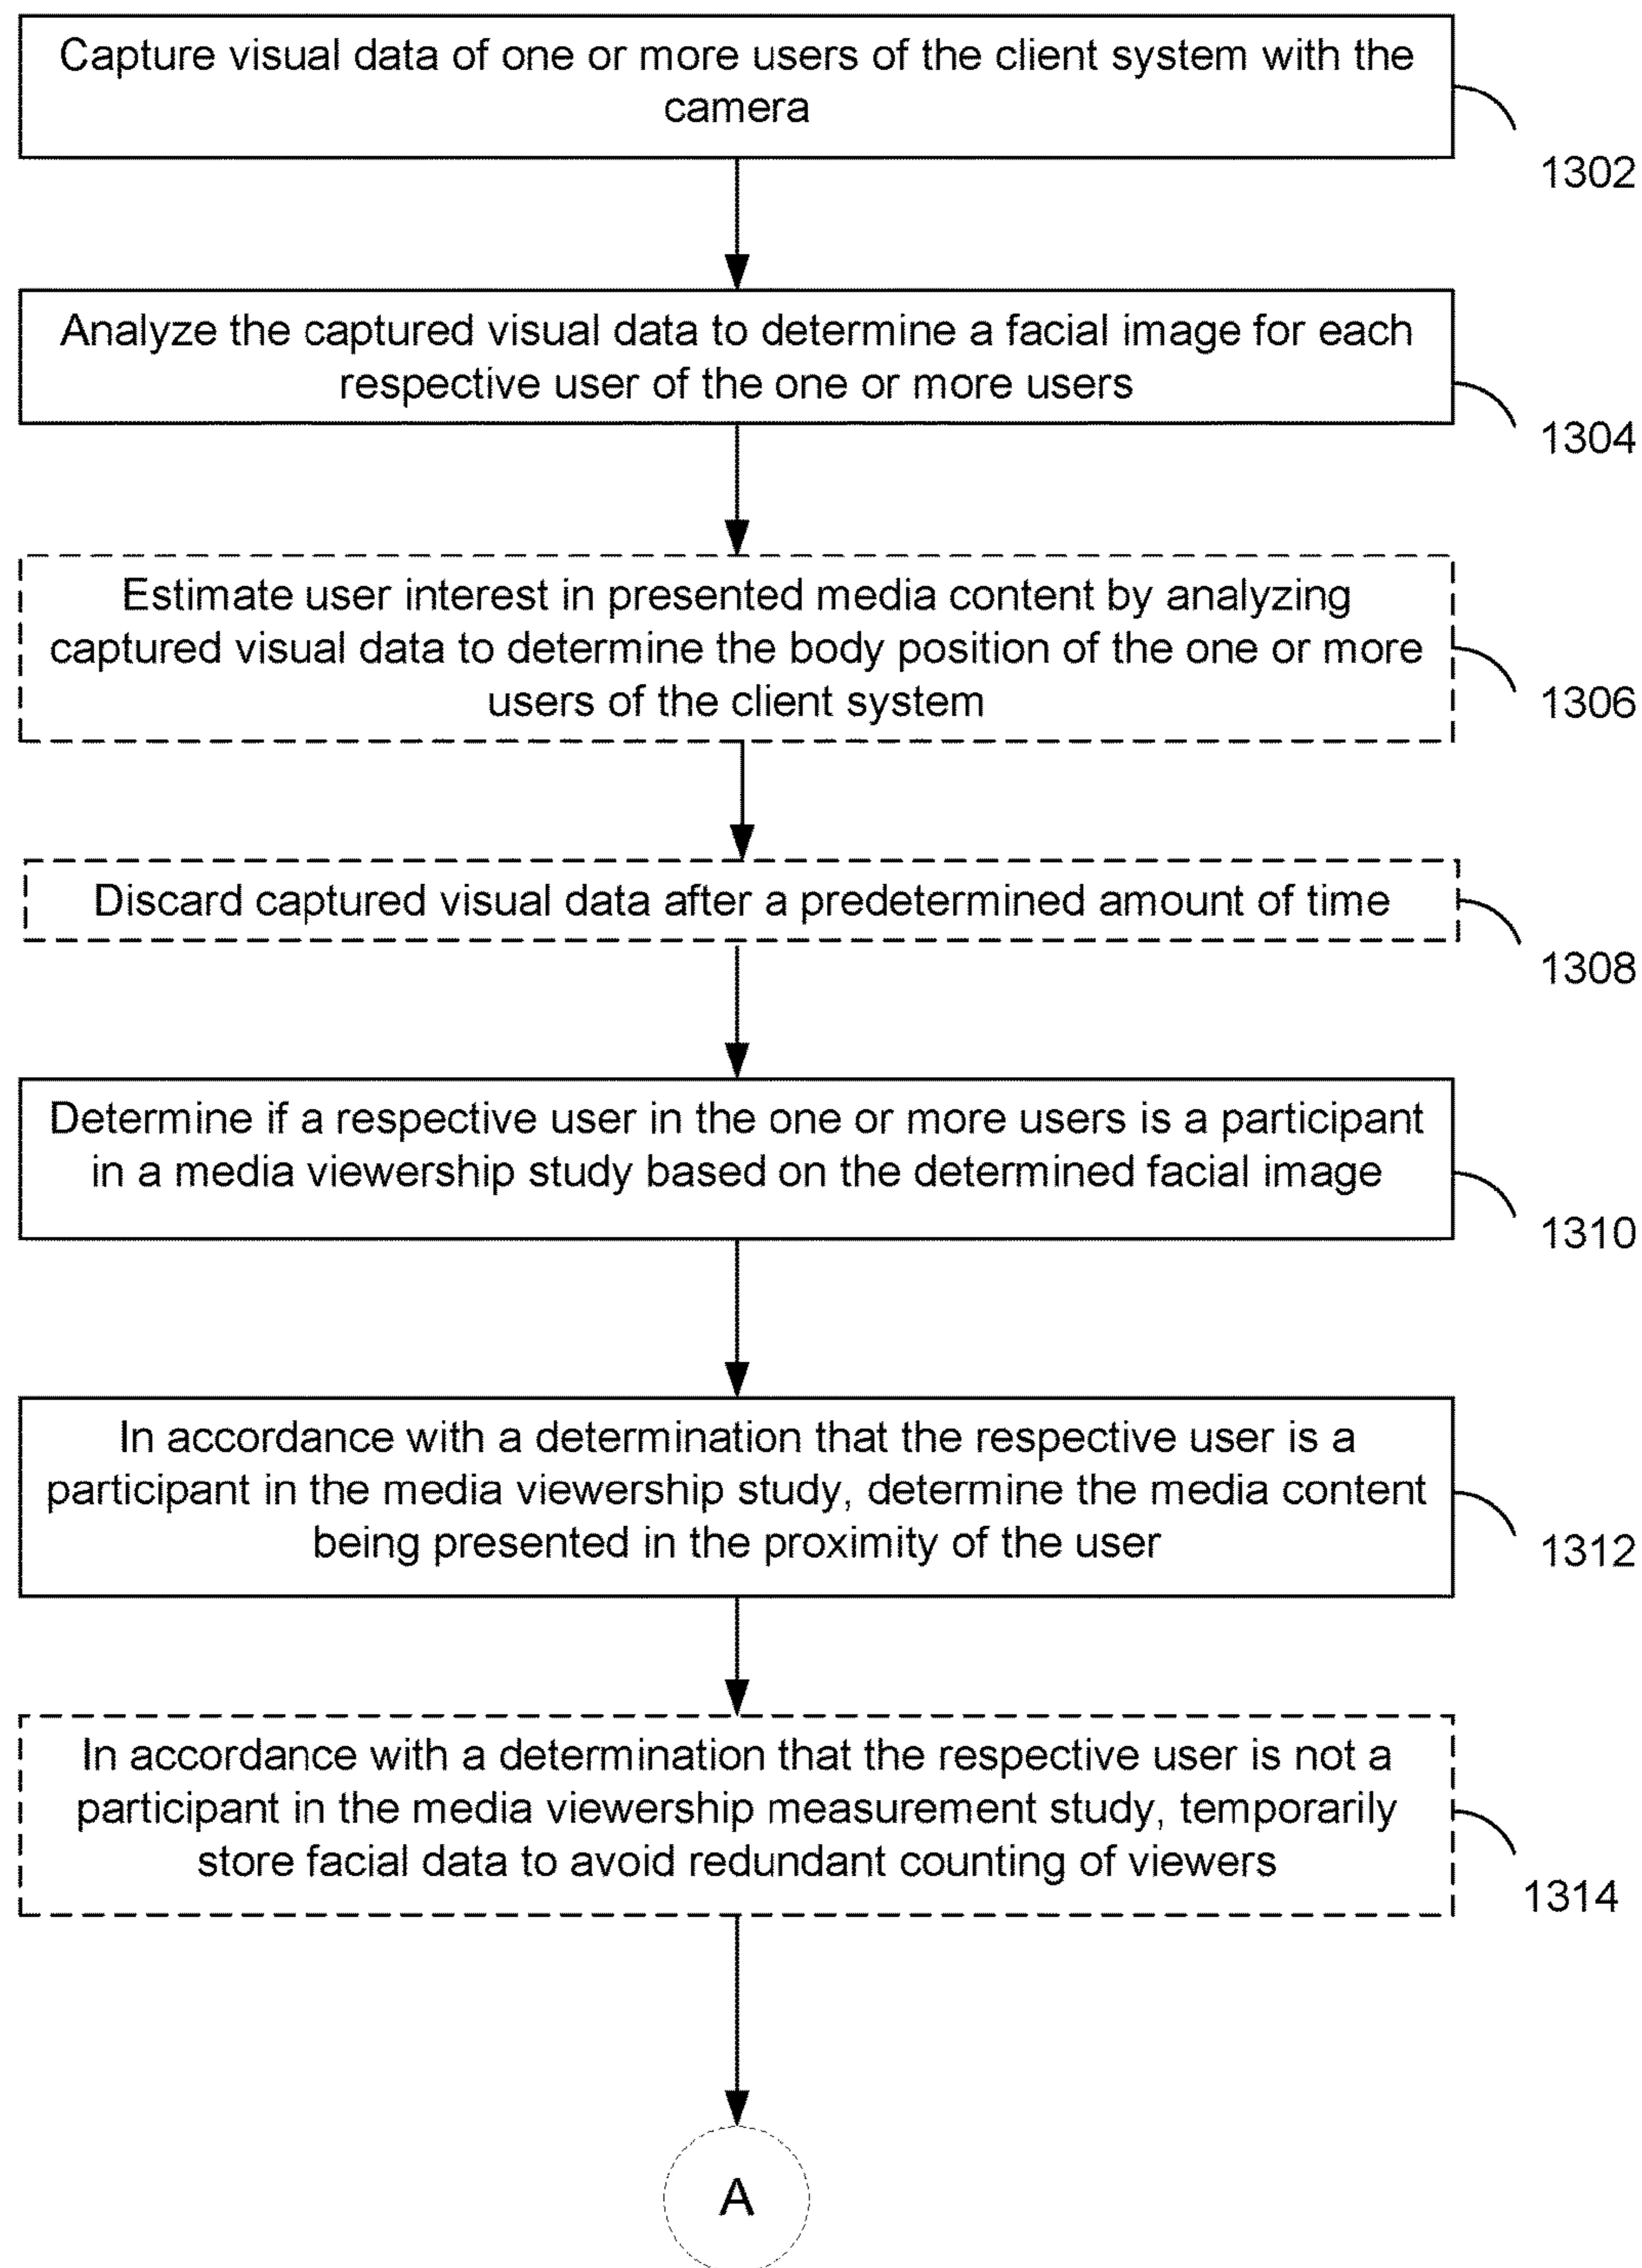 Capture visual data of one or more users of the client system with the
camera
1302
Analyze the captured visual data to determine a facial image for each
respective user of the one or more users
1304
Estimate user interest in presented media content by analyzing
captured visual data to determine the body position of the one or more
users of the client system
1306
Discard captured visual data after a predetermined amount of time
1308
Determine if a respective user in the one or more users is a participant
in a media viewership study based on the determined facial image
1310
In accordance with a determination that the respective user is a
participant in the media viewership study, determine the media content
being presented in the proximity of the user
1312
In accordance with a determination that the respective user is not a
participant in the media viewership measurement study, temporarily
store facial data to avoid redundant counting of viewers
1314
A